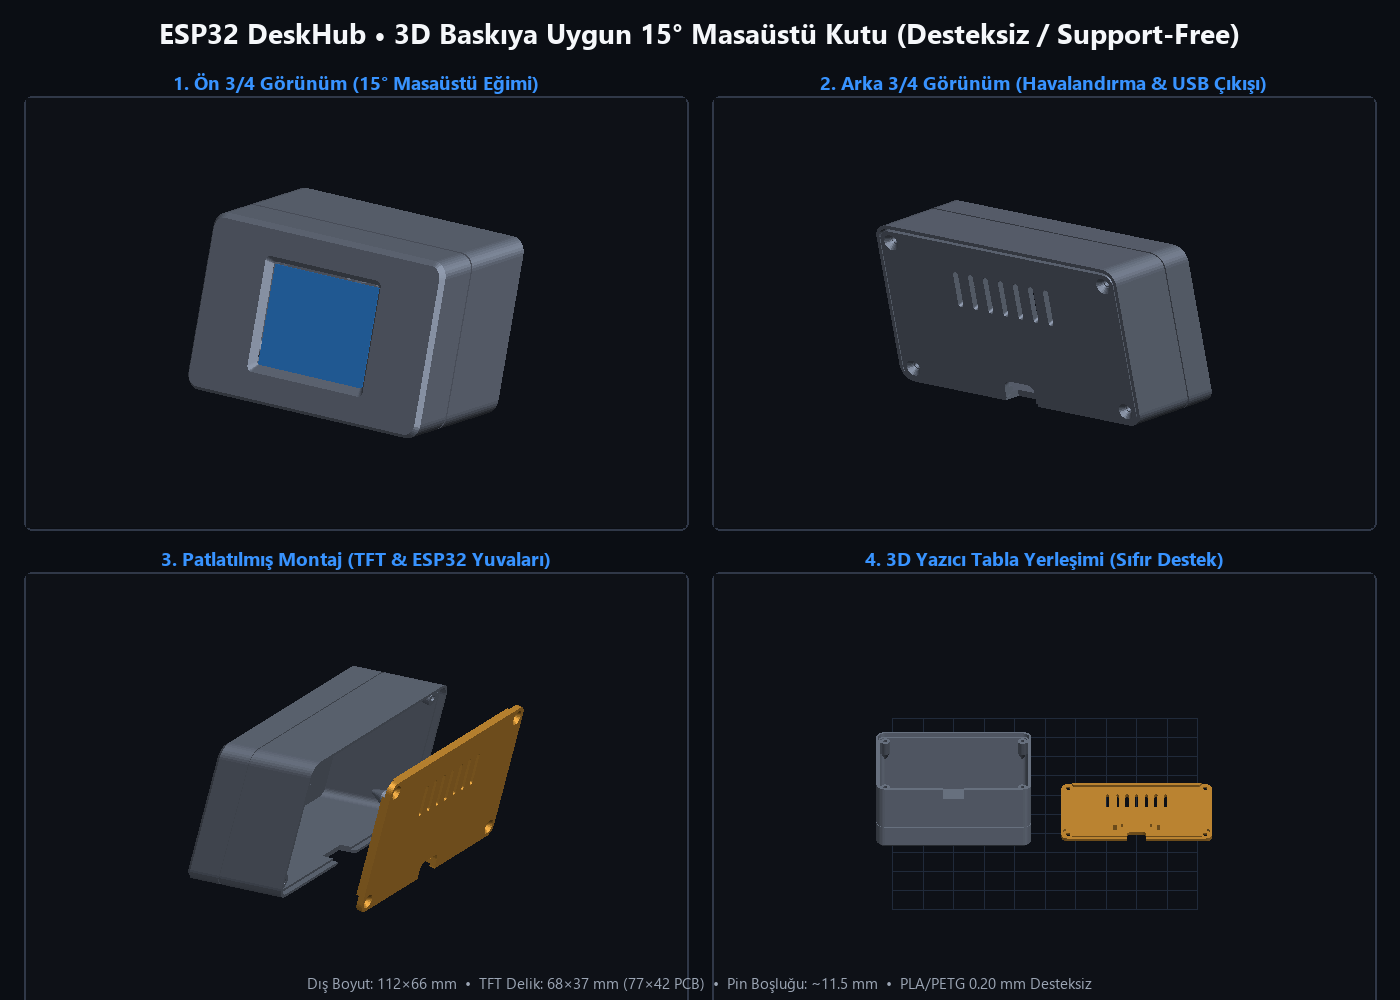 ESP32 DeskHub • 3D Baskıya Uygun 15° Masaüstü Kutu (Desteksiz / Support-Free)
1. Ön 3/4 Görünüm (15° Masaüstü Eğimi)
2. Arka 3/4 Görünüm (Havalandırma & USB Çıkışı)
3. Patlatılmış Montaj (TFT & ESP32 Yuvaları)
4. 3D Yazıcı Tabla Yerleşimi (Sıfır Destek)
Dış Boyut: 112×66 mm • TFT Delik: 68×37 mm (77×42 PCB) • Pin Boşluğu: ~11.5 mm • PLA/PETG 0.20 mm Desteksiz